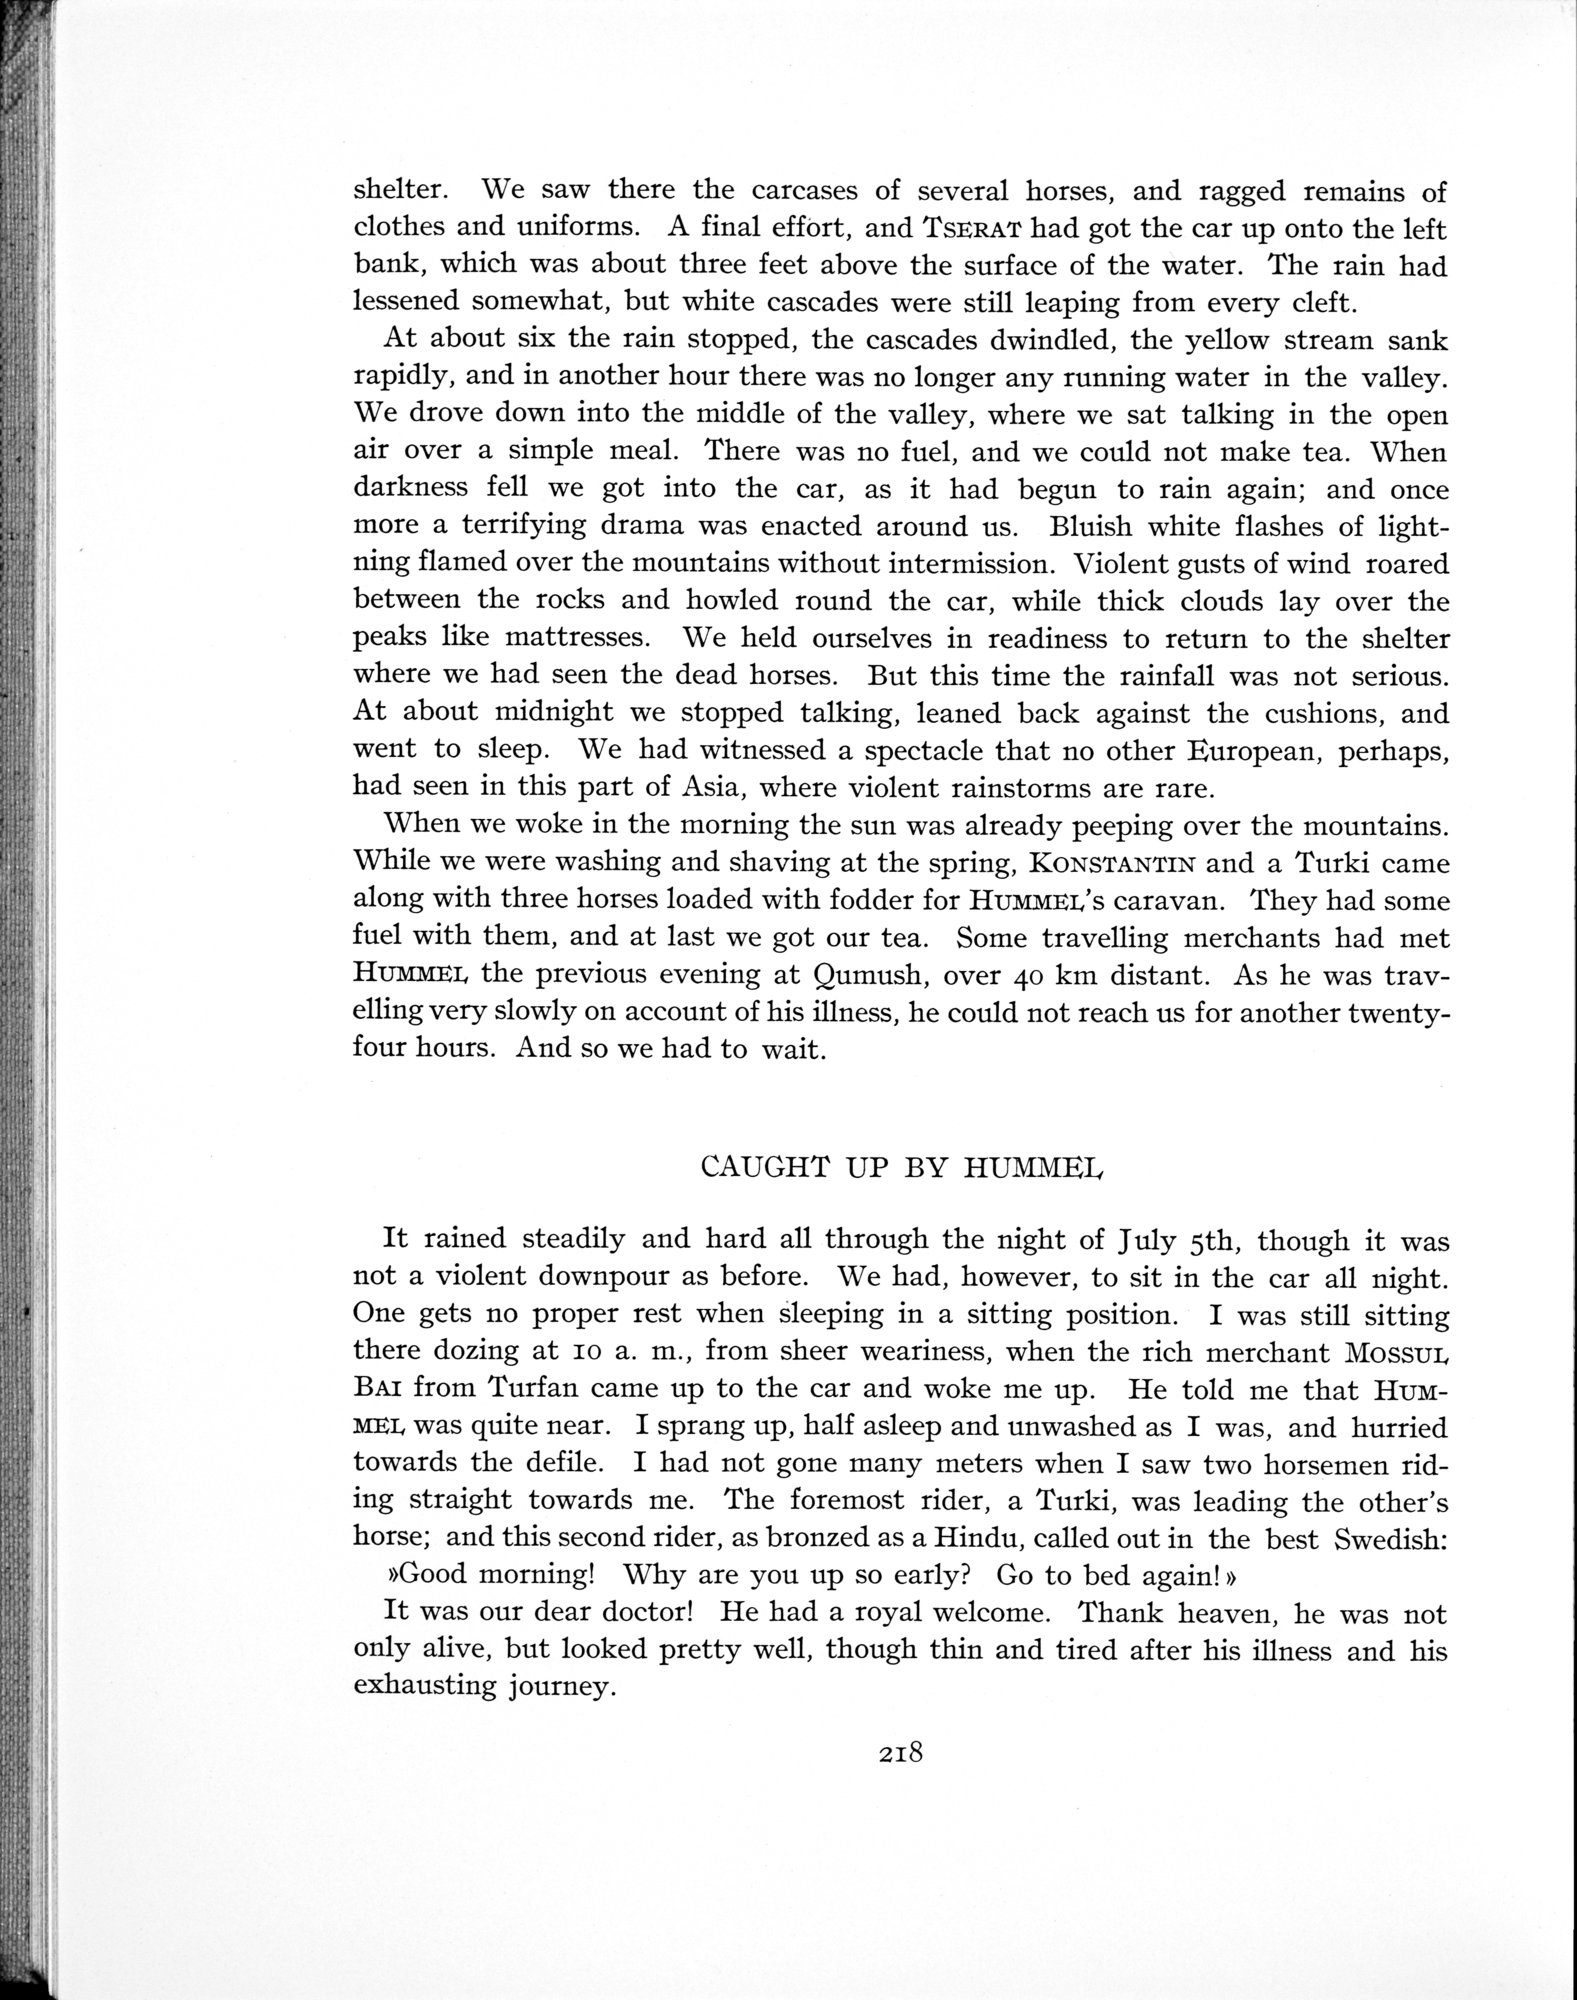 shelter. We saw there the carcases of several horses, and ragged remains of
clothes and uniforms. A final effort, and TSERAT had got the car up onto the left
bank, which was about three feet above the surface of the water. The rain had
lessened somewhat, but white cascades were still leaping from every cleft.
At about six the rain stopped, the cascades dwindled, the yellow stream sank
rapidly, and in another hour there was no longer any running water in the valley.
We drove down into the middle of the valley, where we sat talking in the open
air over a simple meal. There was no fuel, and we could not make tea. When
darkness fell we got into the car, as it had begun to rain again; and once
more a terrifying drama was enacted around us. Bluish white flashes of light-
ning flamed over the mountains without intermission. Violent gusts of wind roared
between the rocks and howled round the car, while thick clouds lay over the
peaks like mattresses. We held ourselves in readiness to return to the shelter
where we had seen the dead horses. But this time the rainfall was not serious.
At about midnight we stopped talking, leaned back against the cushions, and
went to sleep. We had witnessed a spectacle that no other European, perhaps,
had seen in this part of Asia, where violent rainstorms are rare.
When we woke in the morning the sun was already peeping over the mountains.
While we were washing and shaving at the spring, KONSTANTIN and a Turki came
along with three horses loaded with fodder for HUMMEL's caravan. They had some
fuel with them, and at last we got our tea. Some travelling merchants had met
HUMMEL the previous evening at Qumush, over 40 km distant. As he was trav-
elling very slowly on account of his illness, he could not reach us for another twenty-
four hours. And so we had to wait.
CAUGHT UP BY HUMMEL
It rained steadily and hard all through the night of July 5th, though it was
not a violent downpour as before. We had, however, to sit in the car all night.
One gets no proper rest when sleeping in a sitting position. I was still sitting
there dozing at 10 a. m., from sheer weariness, when the rich merchant MOSSUL
BAI from Turfan came up to the car and woke me up. He told me that HUM-
MEL was quite near. I sprang up, half asleep and unwashed as I was, and hurried
towards the defile. I had not gone many meters when I saw two horsemen rid-
ing straight towards me. The foremost rider, a Turki, was leading the other's
horse; and this second rider, as bronzed as a Hindu, called out in the best Swedish:
»Good morning! Why are you up so early? Go to bed again!»
It was our dear doctor! He had a royal welcome. Thank heaven, he was not
only alive, but looked pretty well, though thin and tired after his illness and his
exhausting journey.
218